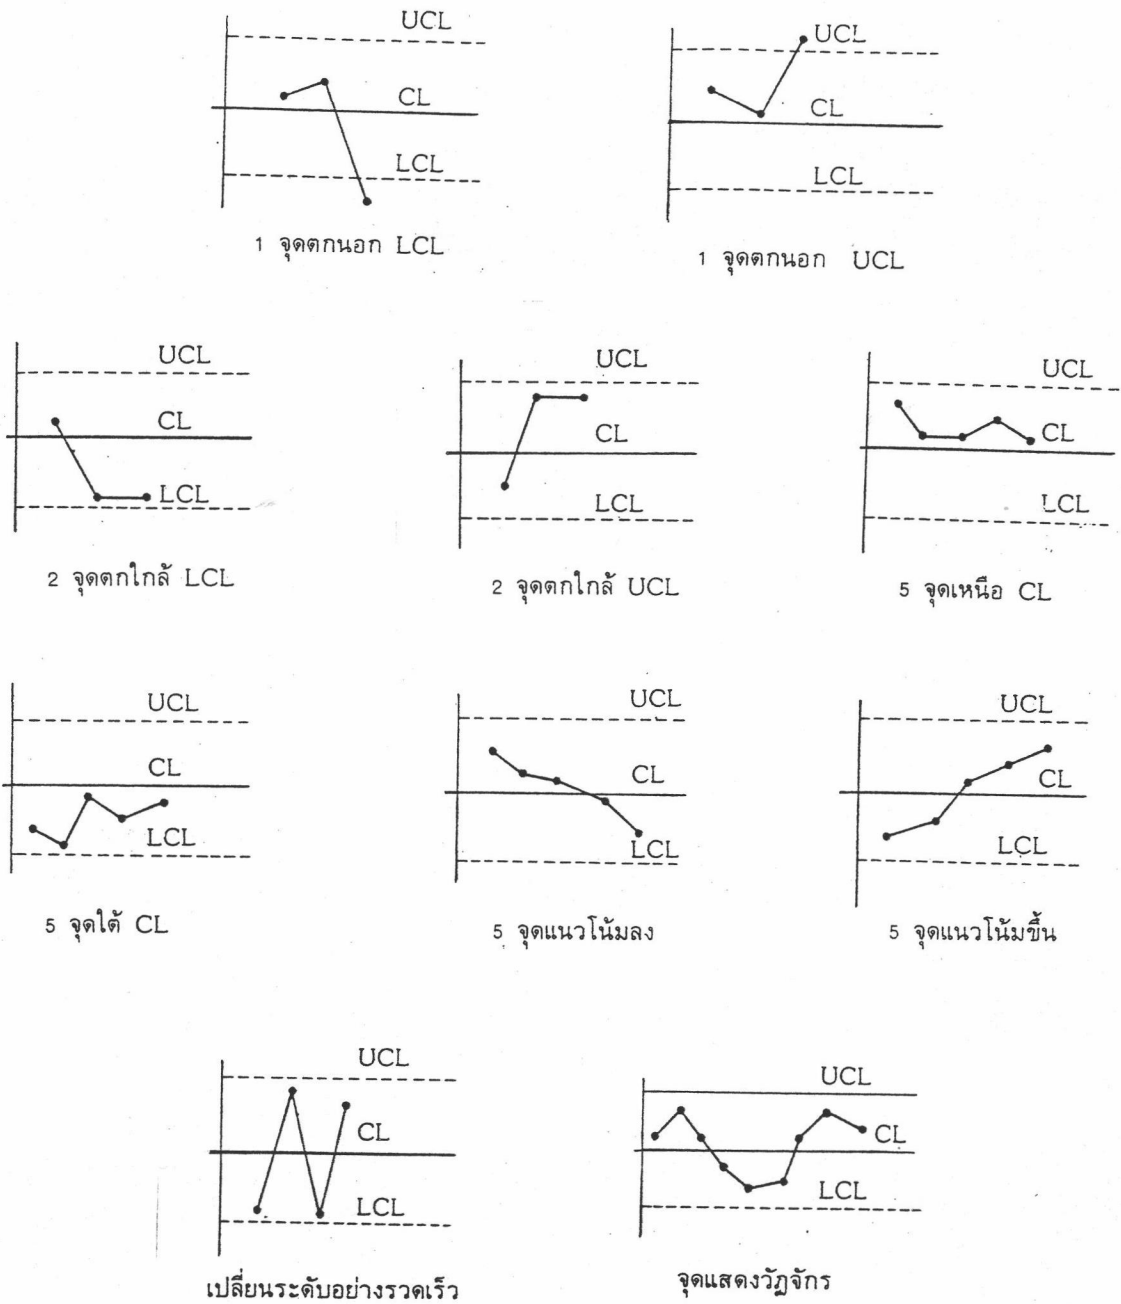 UCL
CL
LCL
1 จุดตกนอก LCL
UCL
CL
LCL
1 จุดตกนอก UCL
UCL
CL
LCL
2 จุดตกใกล้ LCL
UCL
CL
LCL
2 จุดตกใกล้ UCL
UCL
CL
LCL
5 จุดเหนือ CL
UCL
CL
LCL
5 จุดใต้ CL
UCL
CL
LCL
5 จุดแนวโน้มลง
UCL
CL
LCL
5 จุดแนวโน้มขึ้น
UCL
CL
LCL
เปลี่ยนระดับอย่างรวดเร็ว
UCL
CL
LCL
จุดแสดงวัฏจักร